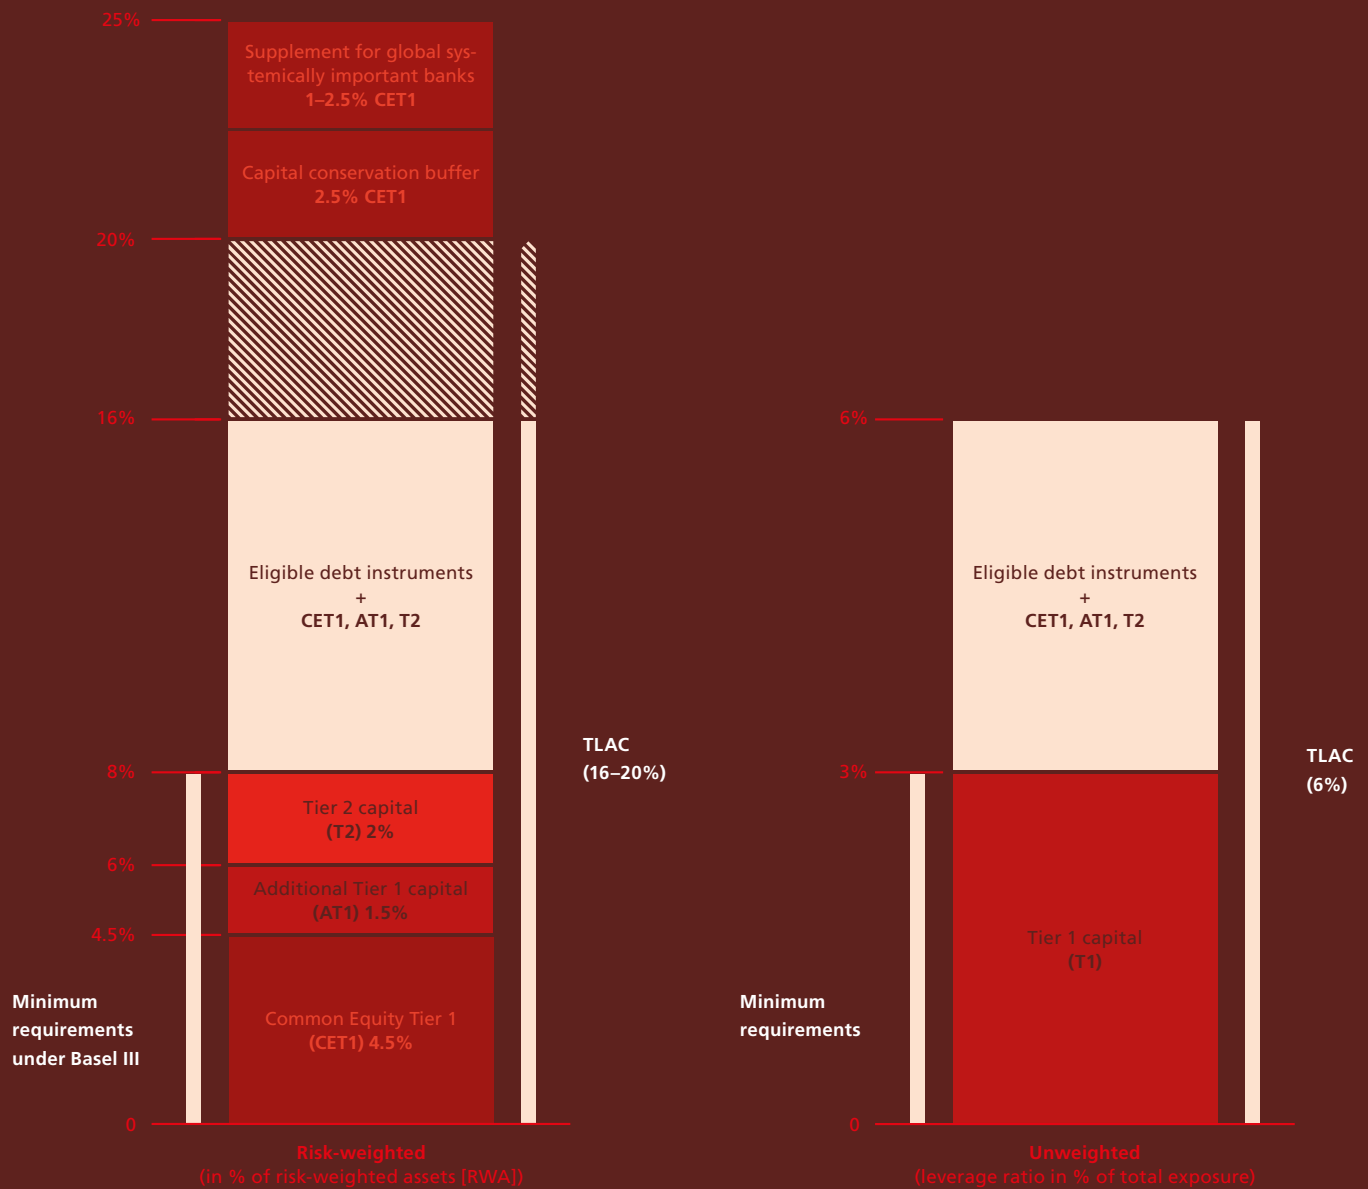 25%
Supplement for global sys-
temically important banks
1–2.5% CET1
Capital conservation buffer
2.5% CET1
20%
16%
Eligible debt instruments
+
CET1, AT1, T2
TLAC
(16–20%)
8%
Tier 2 capital
(T2) 2%
6%
Additional Tier 1 capital
(AT1) 1.5%
4.5%
Minimum
requirements
under Basel III
Common Equity Tier 1
(CET1) 4.5%
0
Risk-weighted
(in % of risk-weighted assets [RWA])
6%
Eligible debt instruments
+
CET1, AT1, T2
TLAC
(6%)
3%
Tier 1 capital
(T1)
Minimum
requirements
0
Unweighted
(leverage ratio in % of total exposure)